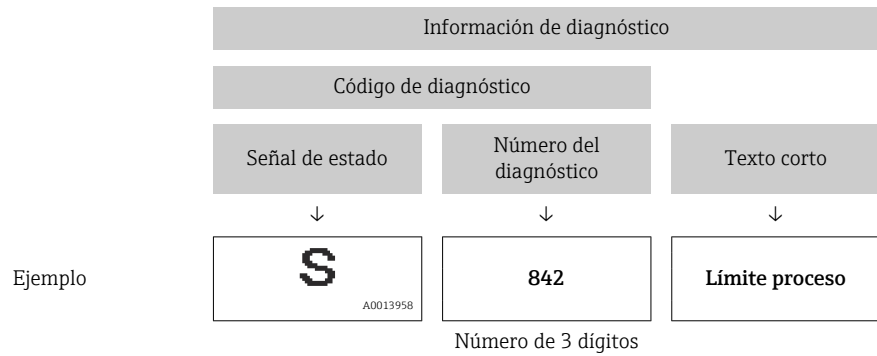 Información de diagnóstico
Código de diagnóstico
Señal de estado
Número del
diagnóstico
Texto corto
↓ ↓ ↓
Ejemplo
S
A0013958
842
Límite proceso
Número de 3 dígitos